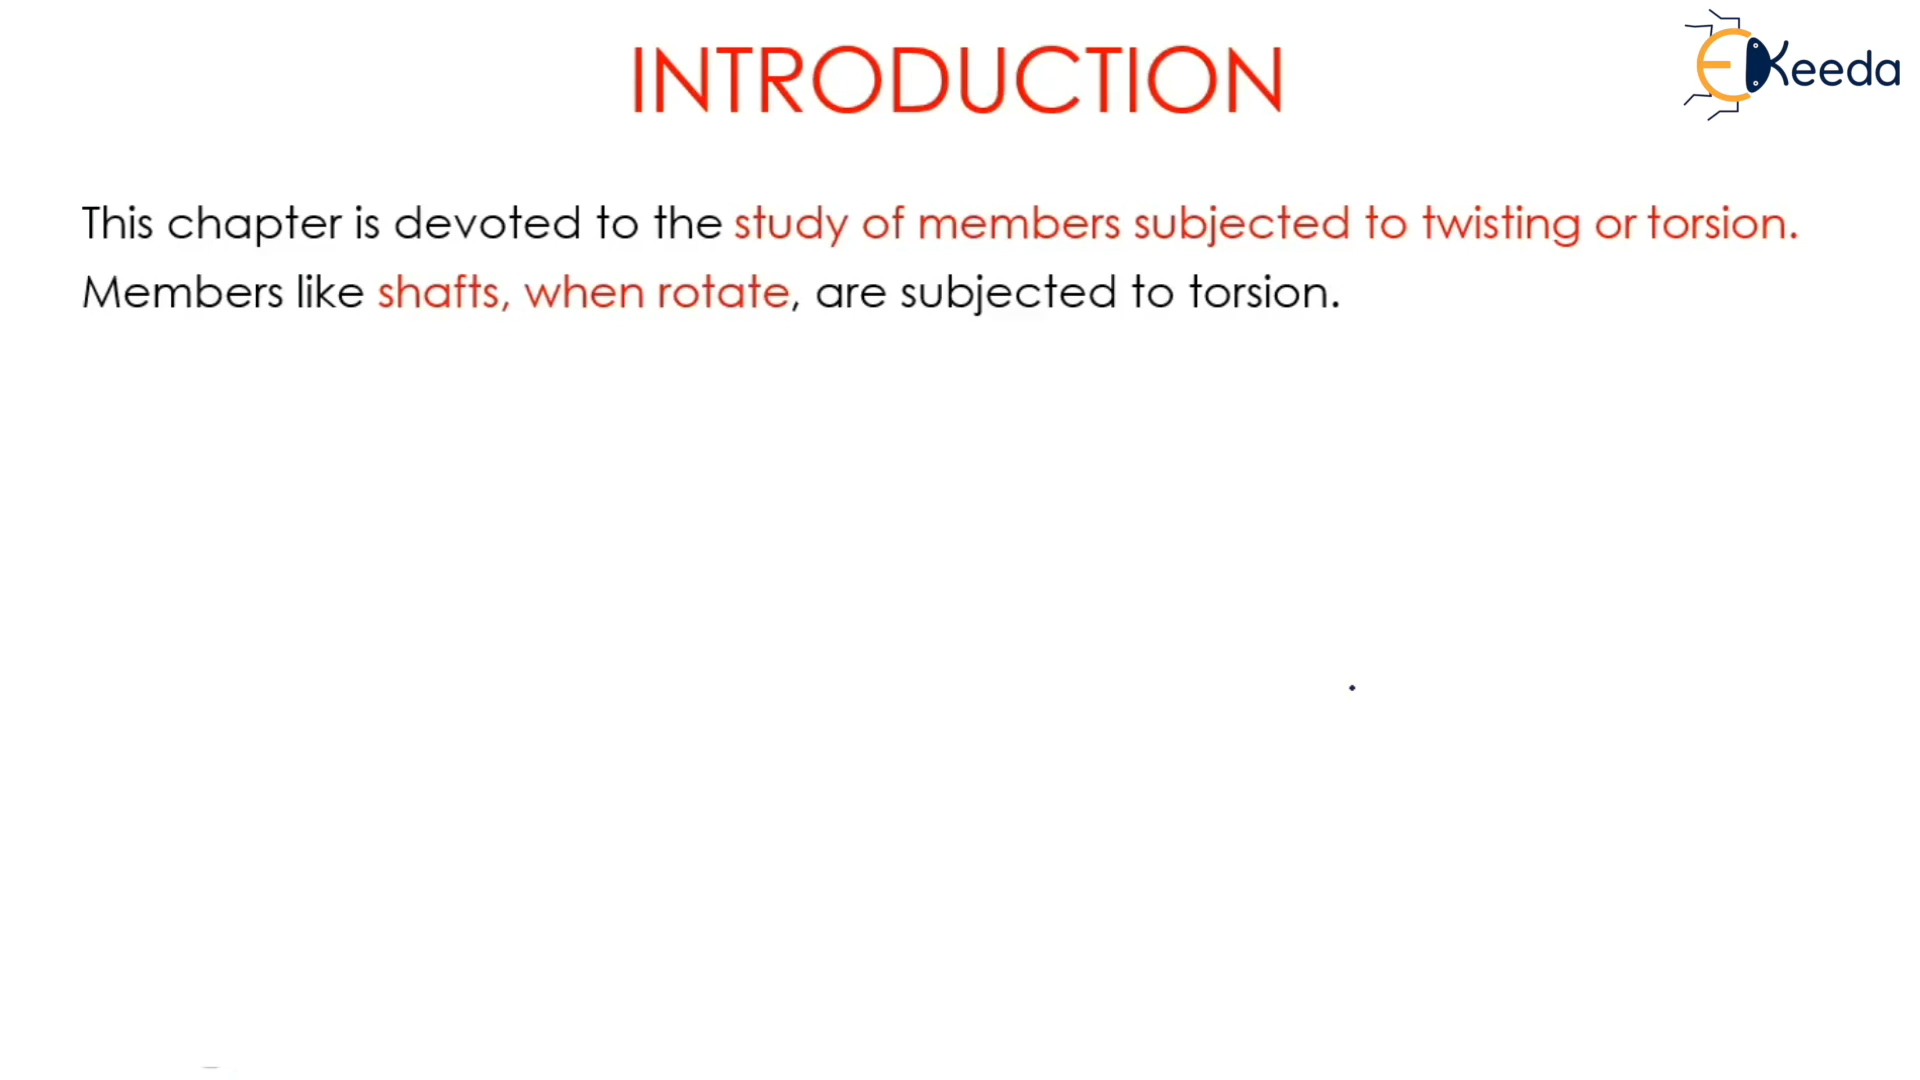 INTRODUCTION
EKeeda
This chapter is devoted to the study of members subjected to twisting or torsion.
Members like shafts, when rotate, are subjected to torsion.